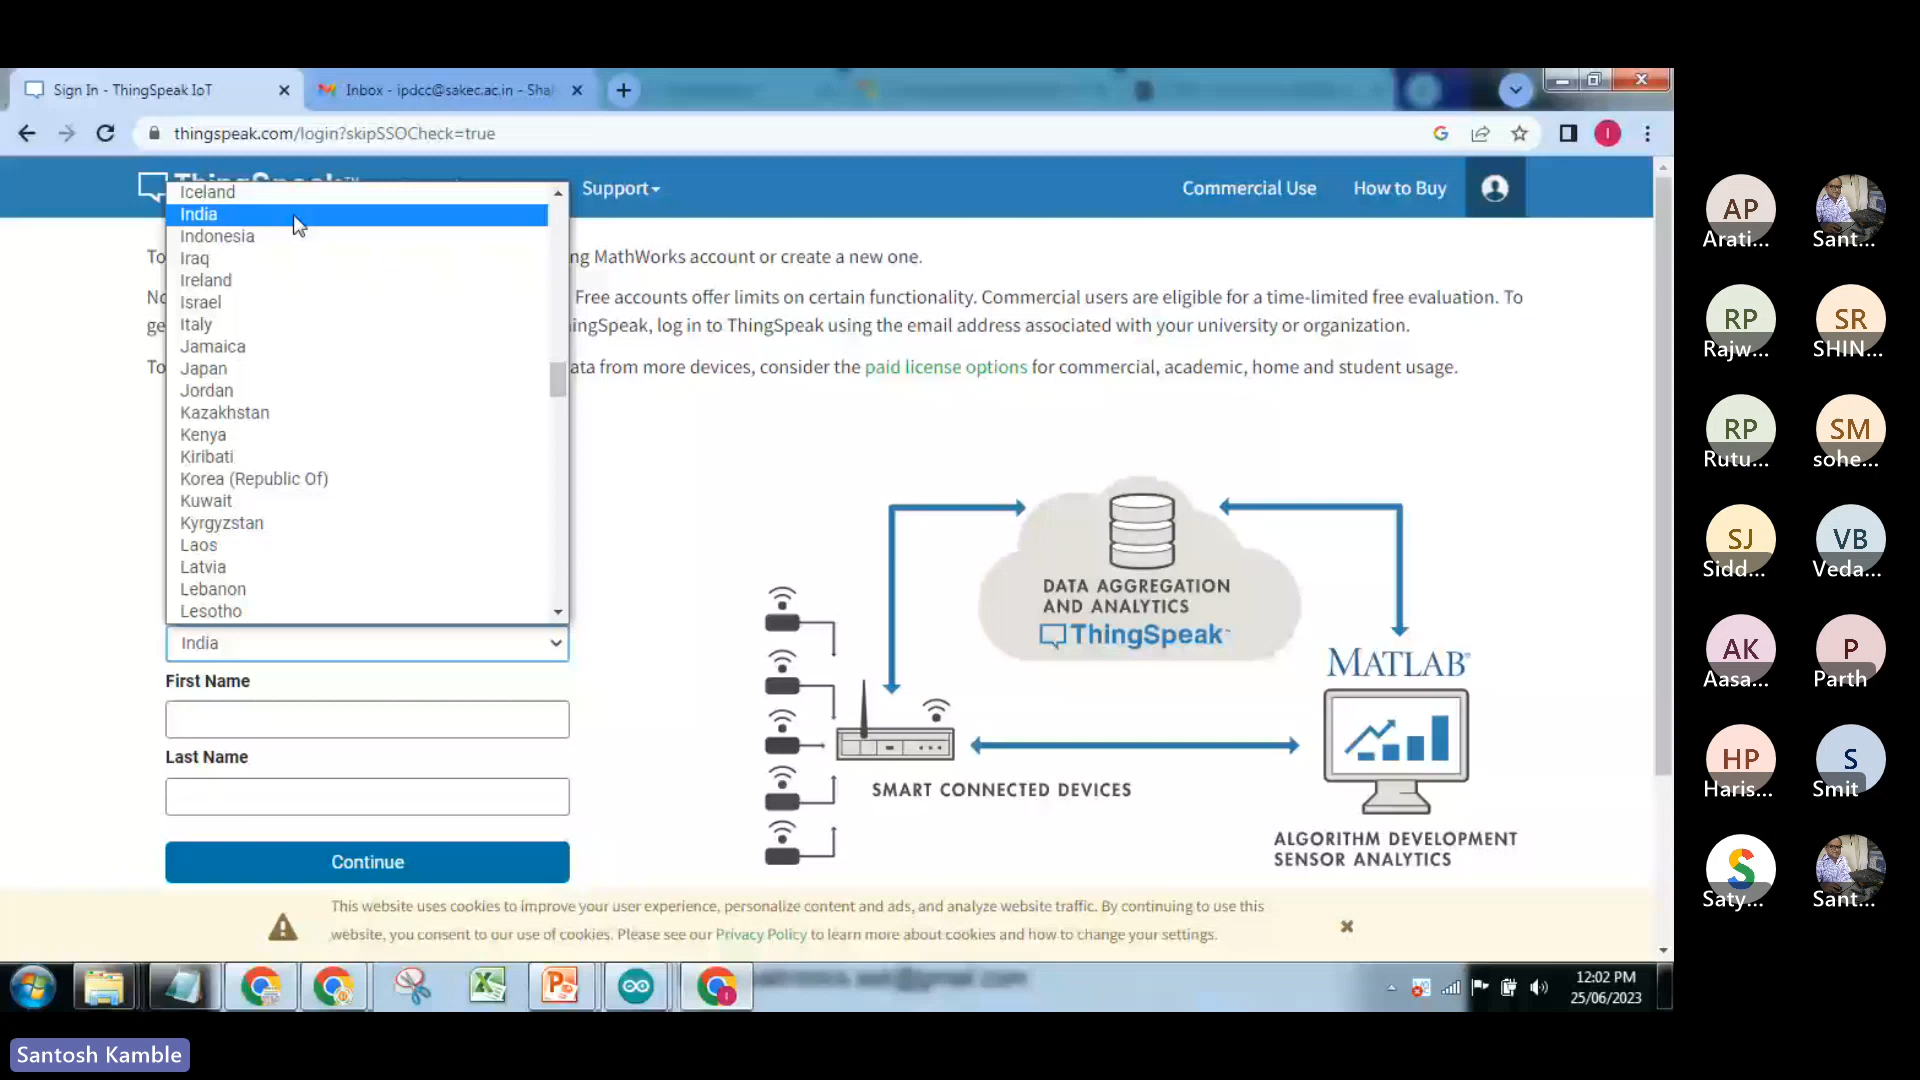 Sign In - ThingSpeak IoT
Inbox - ipdcc@sakec.ac.in - Sha
thingspeak.com/login?skipSSOCheck=true
Support
Commercial Use
How to Buy
Iceland
India
Indonesia
Iraq
Ireland
Israel
Italy
Jamaica
Japan
Jordan
Kazakhstan
Kenya
Kiribati
Korea (Republic Of)
Kuwait
Kyrgyzstan
Laos
Latvia
Lebanon
Lesotho
India
To
ng MathWorks account or create a new one.
Free accounts offer limits on certain functionality. Commercial users are eligible for a time-limited free evaluation. To
ge
ingSpeak, log in to ThingSpeak using the email address associated with your university or organization.
To
ata from more devices, consider the paid license options for commercial, academic, home and student usage.
First Name
Last Name
Continue
DATA AGGREGATION
AND ANALYTICS
ThingSpeak™
MATLAB®
SMART CONNECTED DEVICES
ALGORITHM DEVELOPMENT
SENSOR ANALYTICS
This website uses cookies to improve your user experience, personalize content and ads, and analyze website traffic. By continuing to use this
website, you consent to our use of cookies. Please see our Privacy Policy to learn more about cookies and how to change your settings.
12:02 PM
25/06/2023
AP
Arati...
Sant...
RP
Rajw...
SR
SHIN...
RP
Rutu...
SM
sohe...
SJ
Sidd...
VB
Veda...
AK
Aasa...
P
Parth
HP
Haris...
S
Smit
Saty...
Sant...
Santosh Kamble